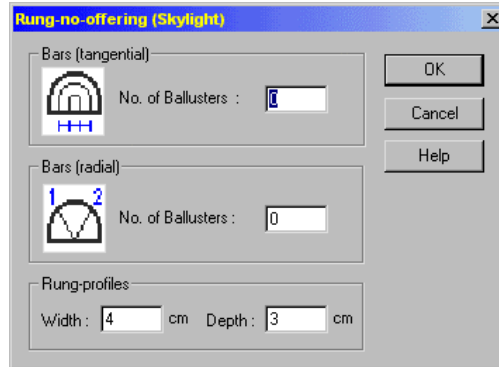 Rung-no-offering (Skylight)
Bars (tangential)
No. of Ballusters : 0
OK
Cancel
Help
Bars (radial)
1 2
No. of Ballusters : 0
Rung-profiles
Width : 4 cm Depth : 3 cm